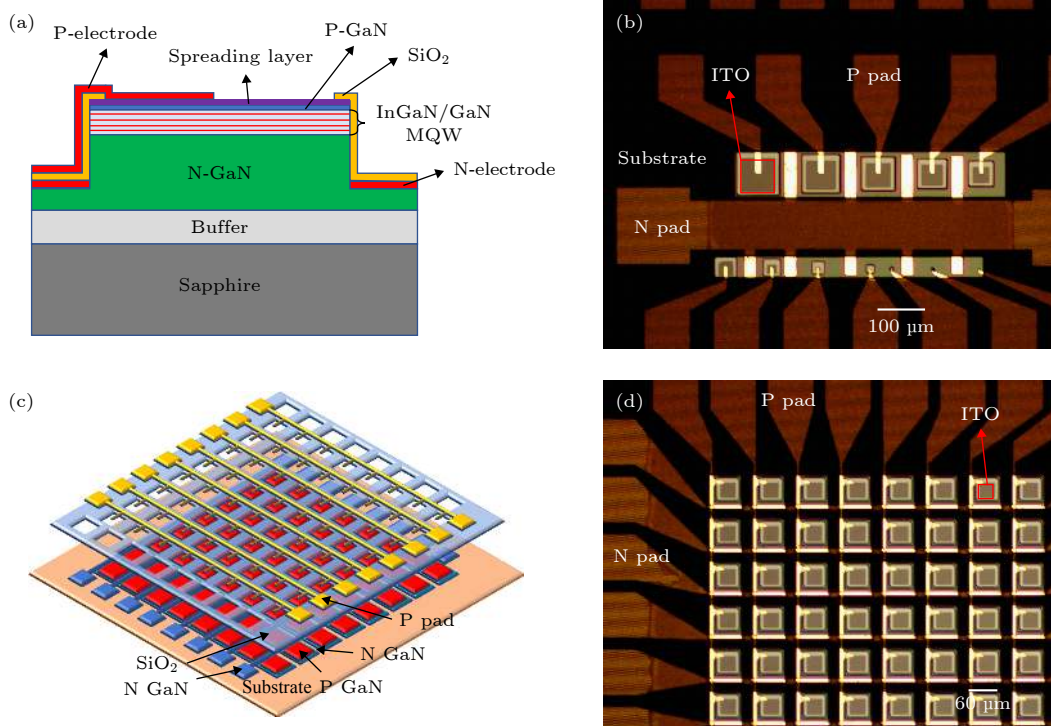 (a)
P-electrode
P-GaN
Spreading layer
SiO₂
InGaN/GaN
MQW
N-GaN
N-electrode
Buffer
Sapphire
(b)
ITO
P pad
Substrate
N pad
100 µm
(c)
P pad
SiO₂
N GaN
N GaN
Substrate
P GaN
(d)
P pad
ITO
N pad
60 µm